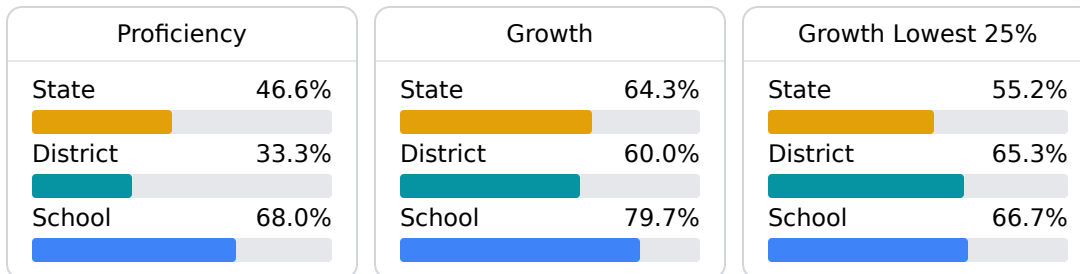 Proficiency
State 46.6%
District 33.3%
School 68.0%
Growth
State 64.3%
District 60.0%
School 79.7%
Growth Lowest 25%
State 55.2%
District 65.3%
School 66.7%